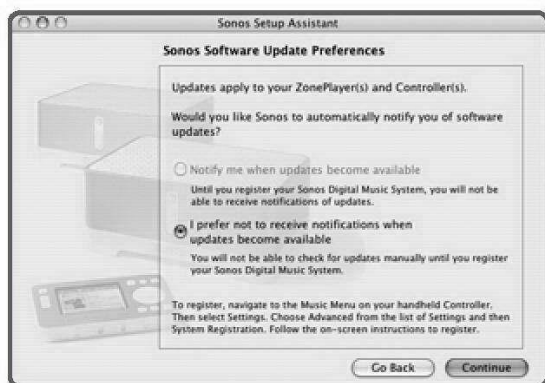 Sonos Setup Assistant
Sonos Software Update Preferences
Updates apply to your ZonePlayer(s) and Controller(s).
Would you like Sonos to automatically notify you of software
updates?
Notify me when updates become available
Until you register your Sonos Digital Music System, you will not be
able to receive notifications of updates.
I prefer not to receive notifications when
updates become available
You will not be able to check for updates manually until you register
your Sonos Digital Music System.
To register, navigate to the Music Menu on your handheld Controller.
Then select Settings. Choose Advanced from the list of Settings and then
System Registration. Follow the on-screen instructions to register.
Go Back
Continue